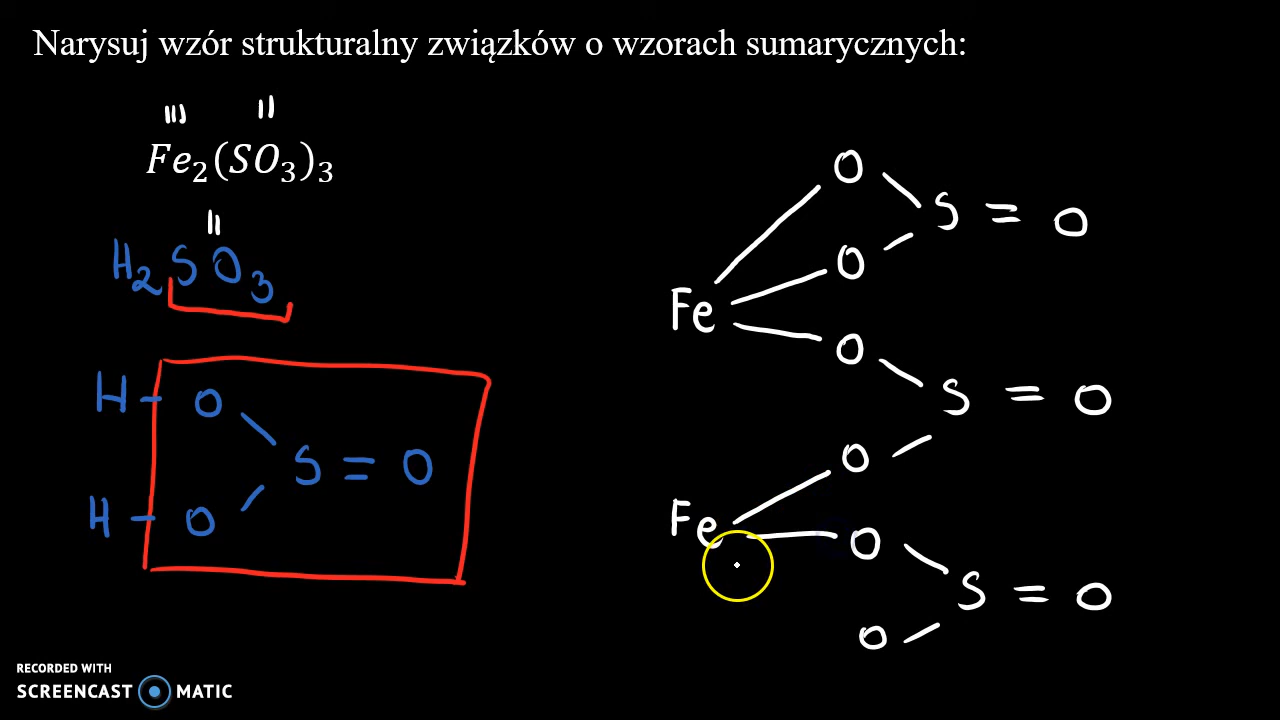 Narysuj wzór strukturalny związków o wzorach sumarycznych:
III II
Fe₂(SO₃)₃
II
H₂SO₃
H - O
S = O
H - O
O
S = O
O
Fe
O
S = O
O
Fe
O
S = O
O
RECORDED WITH
SCREENCAST MATIC